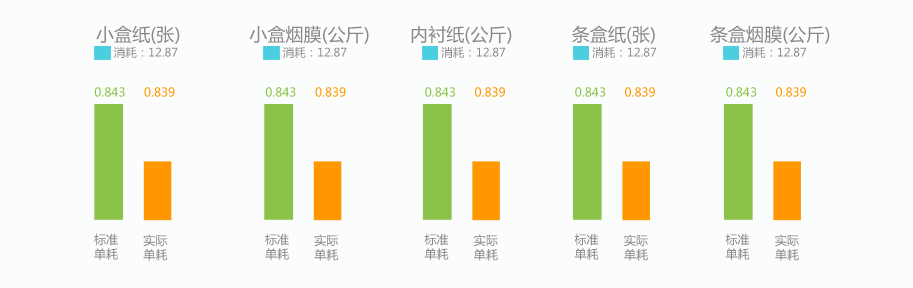 小盒纸(张) 小盒烟膜(公斤) 内衬纸(公斤) 条盒纸(张) 条盒烟膜(公斤)
消耗：12.87 消耗：12.87 消耗：12.87 消耗：12.87 消耗：12.87
0.843 0.839 0.843 0.839 0.843 0.839 0.843 0.839 0.843 0.839
标准 实际 标准 实际 标准 实际 标准 实际 标准 实际
单耗 单耗 单耗 单耗 单耗 单耗 单耗 单耗 单耗 单耗